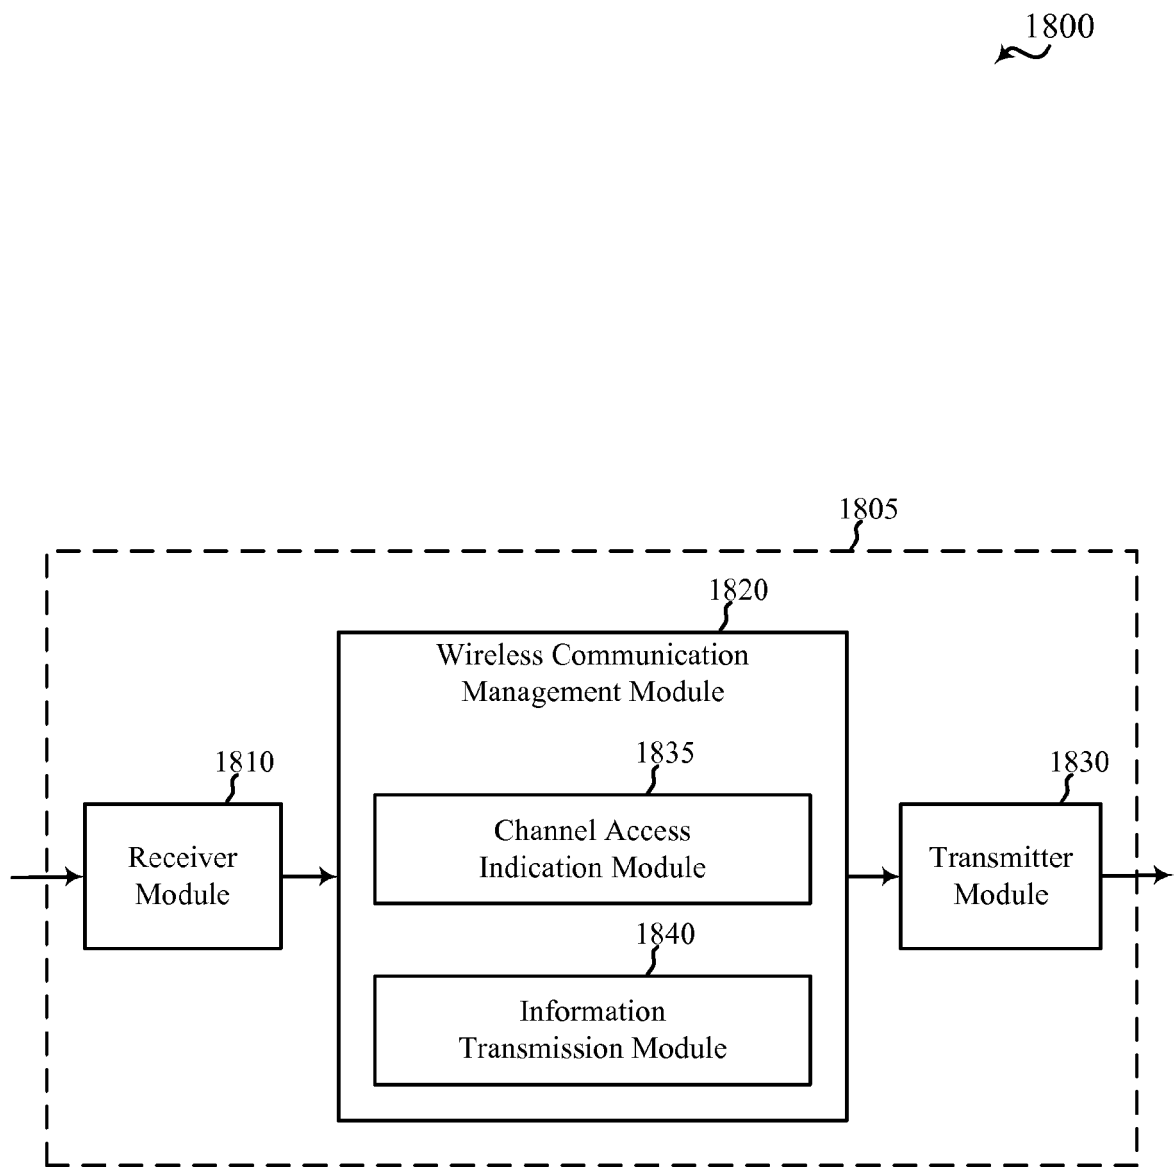 1800
1805
1820
Wireless Communication
Management Module
1835
Channel Access
Indication Module
1810
Receiver
Module
1830
Transmitter
Module
1840
Information
Transmission Module